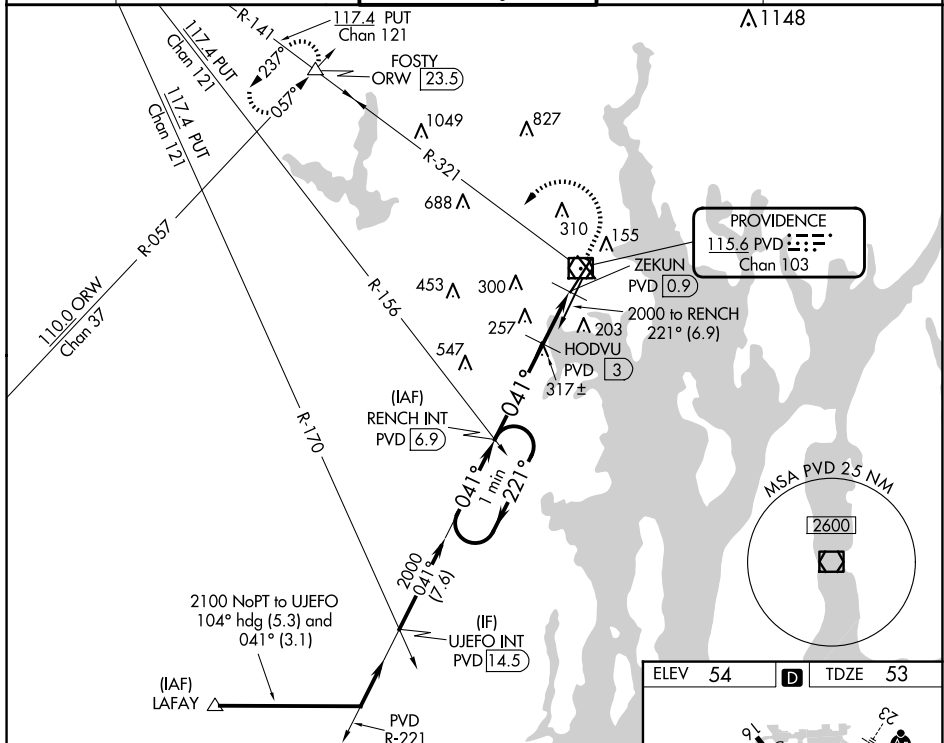 R-141
117.4 PUT
Chan 121
1148
117.4 PUT
Chan 121
237°
057°
FOSTY
ORW 23.5
117.4 PUT
Chan 121
1049
827
R-321
688
310
155
PROVIDENCE
115.6 PVD
Chan 103
R-057
ZEKUN
PVD 0.9
110.0 ORW
Chan 37
R-156
453
300
2000 to RENCH
221° (6.9)
257
203
HODVU
PVD 3
547
317±
041°
(IAF)
RENCH INT
PVD 6.9
R-170
041°
1 min
221°
MSA PVD 25 NM
2600
2000
041°
(7.6)
2100 NoPT to UJEFO
104° hdg (5.3) and
041° (3.1)
(IF)
UJEFO INT
PVD 14.5
(IAF)
LAFAY
PVD
R-221
ELEV 54
D
TDZE 53
16
23